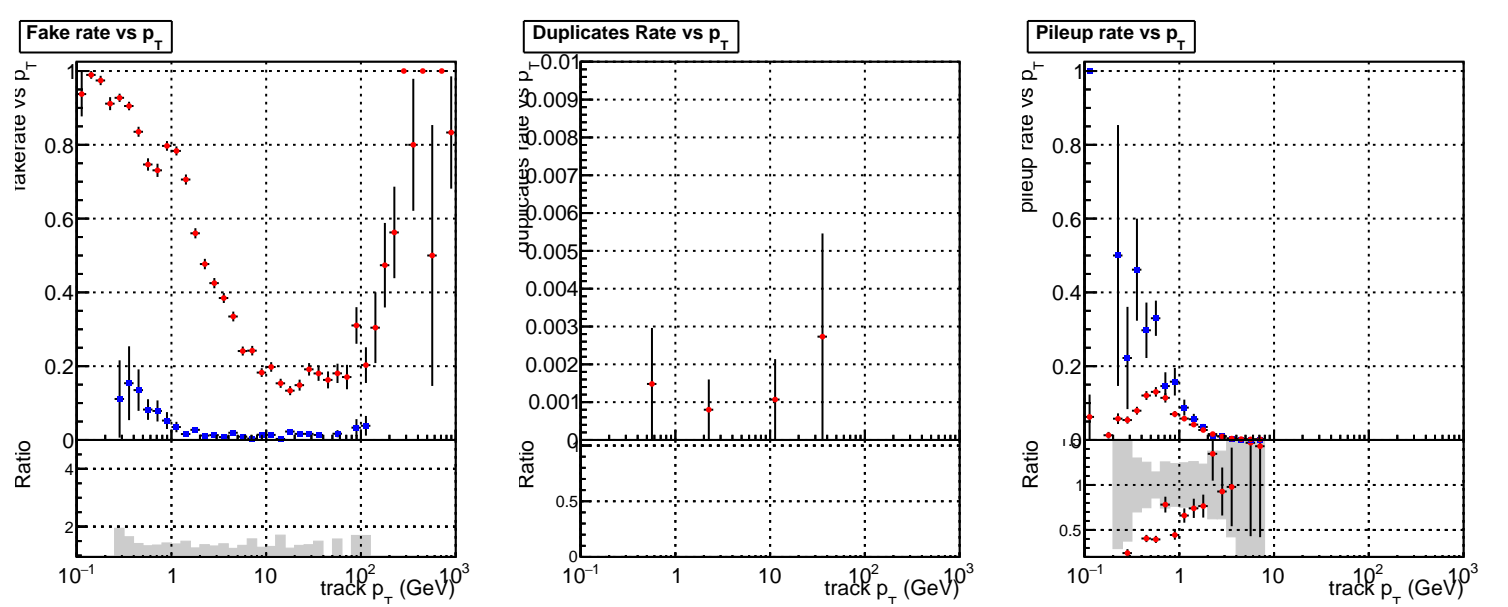 Fake rate vs p_T
fakerate vs p_T
1
0.8
0.6
0.4
0.2
0
Ratio
4
2
10^−1 1 10 10^2 10^3
track p_T (GeV)
Duplicates Rate vs p_T
duplicates rate vs p_T
0.01
0.009
0.008
0.007
0.006
0.005
0.004
0.003
0.002
0.001
0
Ratio
1
0.5
0
10^−1 1 10 10^2 10^3
track p_T (GeV)
Pileup rate vs p_T
pileup rate vs p_T
1
0.8
0.6
0.4
0.2
0
Ratio
1
0.5
10^−1 1 10 10^2 10^3
track p_T (GeV)